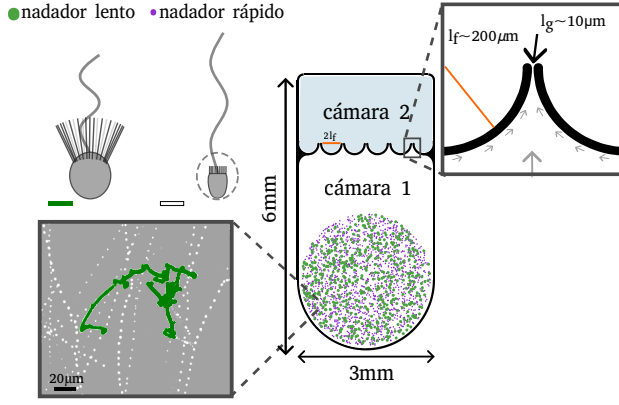 nadador lento
nadador rápido
l_f~200μm
l_g~10μm
cámara 2
2l_f
cámara 1
6mm
20μm
3mm